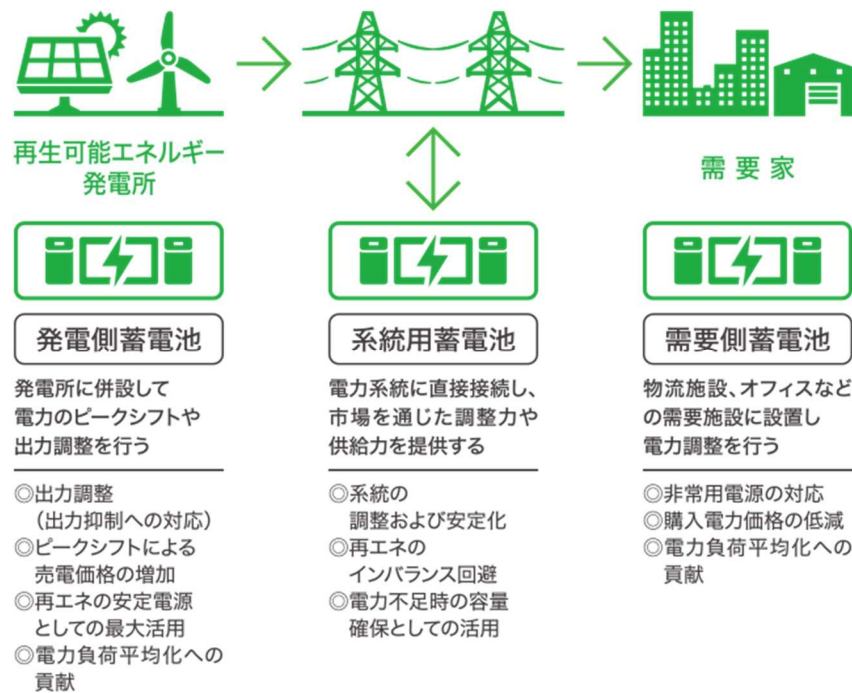 再生可能エネルギー
発電所
需要家
発電側蓄電池
発電所に併設して
電力のピークシフトや
出力調整を行う
◎出力調整
（出力抑制への対応）
◎ピークシフトによる
売電価格の増加
◎再エネの安定電源
としての最大活用
◎電力負荷平均化への
貢献
系統用蓄電池
電力系統に直接接続し、
市場を通じた調整力や
供給力を提供する
◎系統の
調整および安定化
◎再エネの
インバランス回避
◎電力不足時の容量
確保としての活用
需要側蓄電池
物流施設、オフィスなど
の需要施設に設置し
電力調整を行う
◎非常用電源の対応
◎購入電力価格の低減
◎電力負荷平均化への
貢献